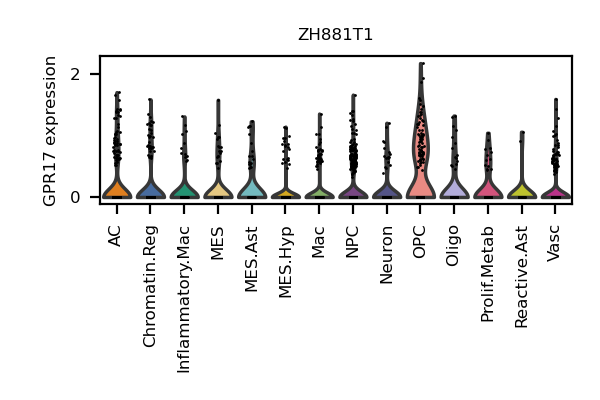 ZH881T1
GPR17 expression
2
0
AC
Chromatin.Reg
Inflammatory.Mac
MES
MES.Ast
MES.Hyp
Mac
NPC
Neuron
OPC
Oligo
Prolif.Metab
Reactive.Ast
Vasc